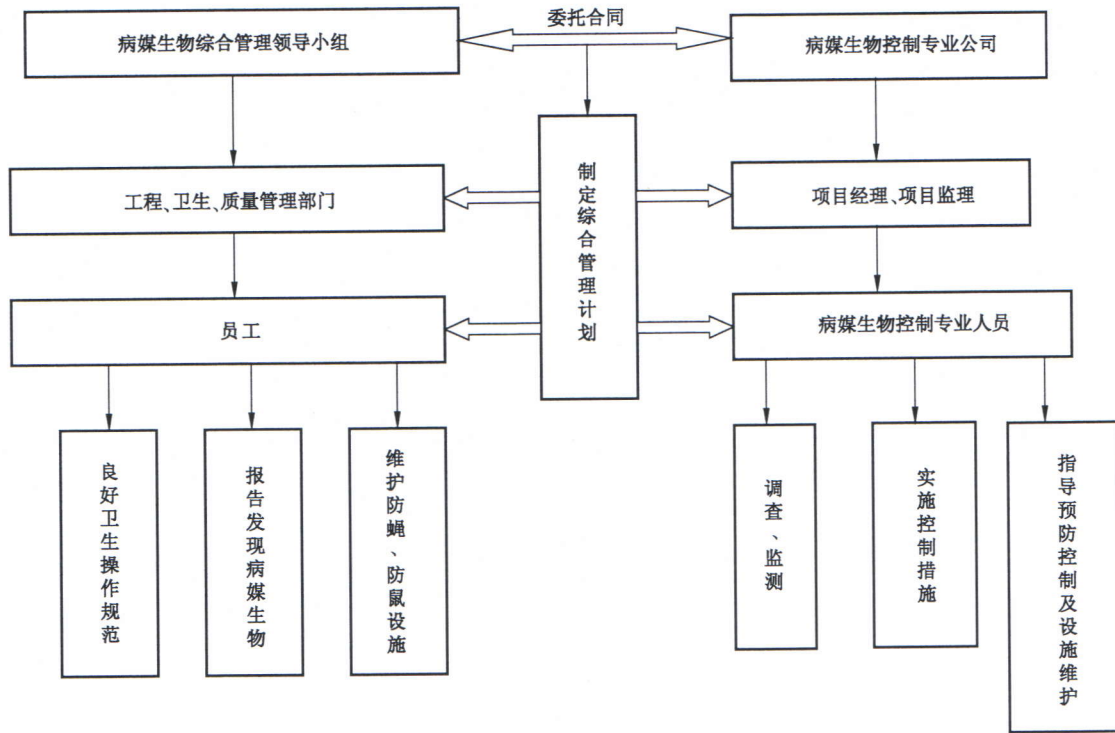 委托合同
病媒生物综合管理领导小组
病媒生物控制专业公司
制定综合管理计划
工程、卫生、质量管理部门
项目经理、项目监理
员工
病媒生物控制专业人员
良好卫生操作规范
报告发现病媒生物
维护防蝇、防鼠设施
调查、监测
实施控制措施
指导预防控制及设施维护